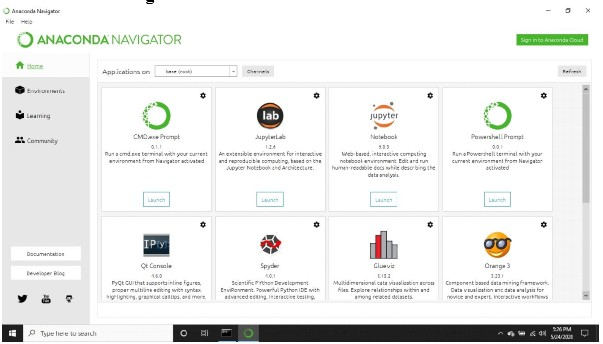 Anaconda Navigator
File Help
ANACONDA NAVIGATOR
Sign in to Anaconda Cloud
Home
Environments
Learning
Community
Documentation
Developer Blog
Applications on base (root) Channels
Refresh
CMD.exe Prompt
0.1.1
Run a cmd.exe terminal with your current
environment from Navigator activated
Launch
lab
JupyterLab
1.2.6
An extensible environment for interactive
and reproducible computing, based on the
Jupyter Notebook and Architecture.
Launch
jupyter
Notebook
6.0.3
Web-based, interactive computing
notebook environment. Edit and run
human-readable docs while describing the
data analysis.
Launch
Powershell Prompt
0.0.1
Run a Powershell terminal with your
current environment from Navigator
activated
Launch
IP[y]:
Qt Console
4.6.0
PyQt GUI that supports inline figures,
proper multiline editing with syntax
highlighting, graphical calltips, and more.
Spyder
4.0.1
Scientific PYthon Development
EnviRonment. Powerful Python IDE with
advanced editing, interactive testing,
Glueviz
Multidimensional data visualization across
files. Explore relationships within and
among related datasets.
Orange 3
3.23.1
Component based data mining framework.
Data visualization and data analysis for
novice and expert. Interactive workflows
Type here to search
5:26 PM
5/24/2020